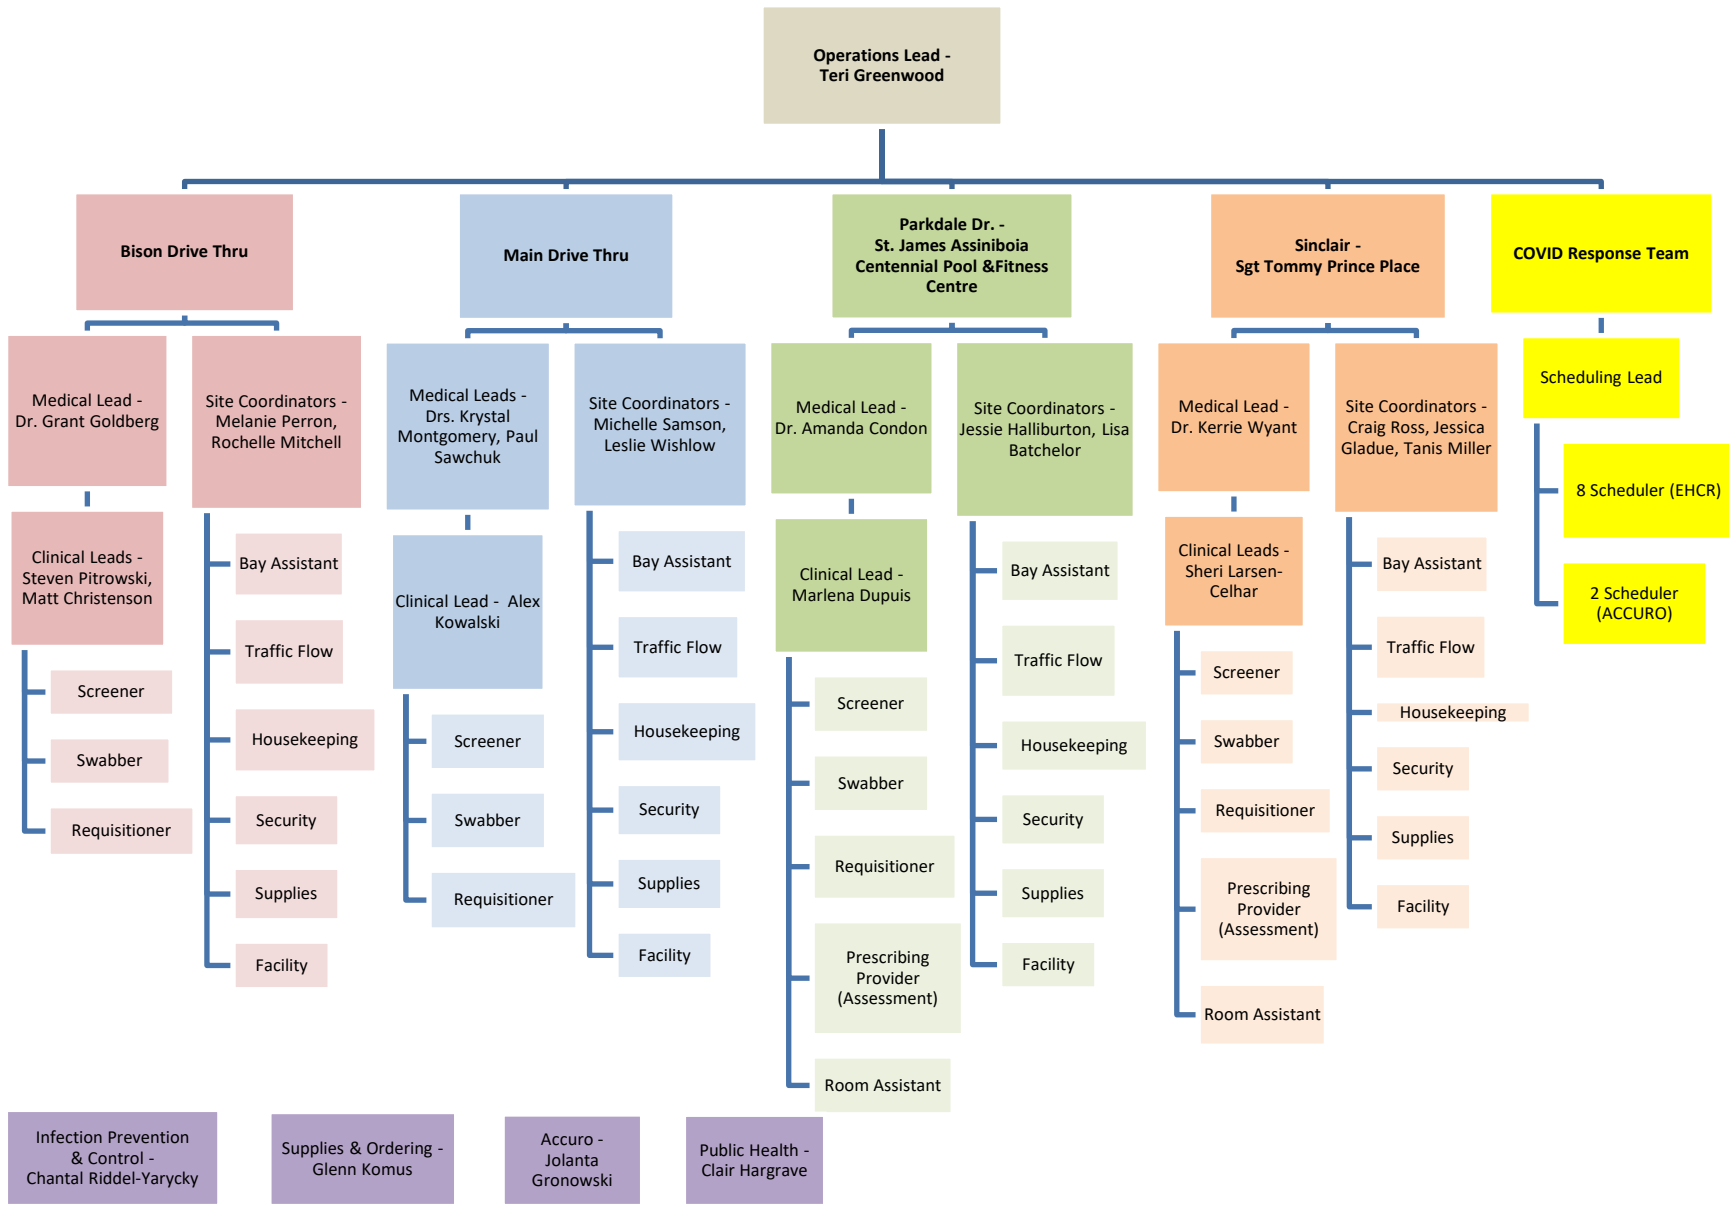 Operations Lead -
Teri Greenwood
Bison Drive Thru
Main Drive Thru
Parkdale Dr. -
St. James Assiniboia
Centennial Pool &Fitness
Centre
Sinclair -
Sgt Tommy Prince Place
COVID Response Team
Medical Lead -
Dr. Grant Goldberg
Site Coordinators -
Melanie Perron,
Rochelle Mitchell
Clinical Leads -
Steven Pitrowski,
Matt Christenson
Screener
Swabber
Requisitioner
Bay Assistant
Traffic Flow
Housekeeping
Security
Supplies
Facility
Medical Leads -
Drs. Krystal
Montgomery, Paul
Sawchuk
Site Coordinators -
Michelle Samson,
Leslie Wishlow
Clinical Lead -  Alex
Kowalski
Screener
Swabber
Requisitioner
Bay Assistant
Traffic Flow
Housekeeping
Security
Supplies
Facility
Medical Lead -
Dr. Amanda Condon
Site Coordinators -
Jessie Halliburton, Lisa
Batchelor
Clinical Lead -
Marlena Dupuis
Screener
Swabber
Requisitioner
Prescribing
Provider
(Assessment)
Room Assistant
Bay Assistant
Traffic Flow
Housekeeping
Security
Supplies
Facility
Medical Lead -
Dr. Kerrie Wyant
Site Coordinators -
Craig Ross, Jessica
Gladue, Tanis Miller
Clinical Leads -
Sheri Larsen-
Celhar
Screener
Swabber
Requisitioner
Prescribing
Provider
(Assessment)
Room Assistant
Bay Assistant
Traffic Flow
Housekeeping
Security
Supplies
Facility
Scheduling Lead
8 Scheduler (EHCR)
2 Scheduler
(ACCURO)
Infection Prevention
& Control -
Chantal Riddel-Yarycky
Supplies & Ordering -
Glenn Komus
Accuro -
Jolanta
Gronowski
Public Health -
Clair Hargrave